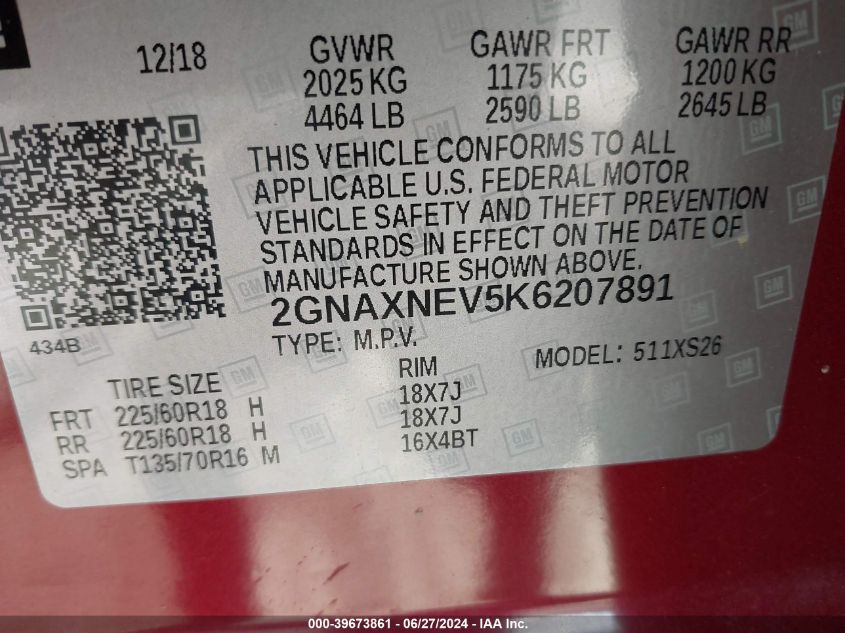 12/18 GVWR GAWR FRT GAWR RR
2025 KG 1175 KG 1200 KG
4464 LB 2590 LB 2645 LB
THIS VEHICLE CONFORMS TO ALL
APPLICABLE U.S. FEDERAL MOTOR
VEHICLE SAFETY AND THEFT PREVENTION
STANDARDS IN EFFECT ON THE DATE OF
MANUFACTURE SHOWN ABOVE.
2GNAXNEV5K6207891
434B TYPE: M.P.V. MODEL: 511XS26
TIRE SIZE RIM
FRT 225/60R18 H 18X7J
RR 225/60R18 H 18X7J
SPA T135/70R16 M 16X4BT
GM
000-39673861 - 06/27/2024 - IAA Inc.